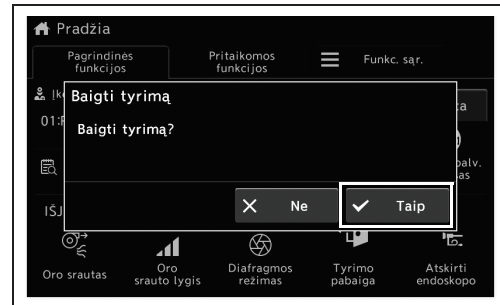 Pradžia
Pagrindinės
funkcijos
Pritaikomos
funkcijos
Funkc. sąr.
Baigti tyrimą
01:
Baigti tyrimą?
Ne
Taip
Oro srautas
Oro
srauto lygis
Diafragmos
režimas
Tyrimo
pabaiga
Atskirti
endoskopo